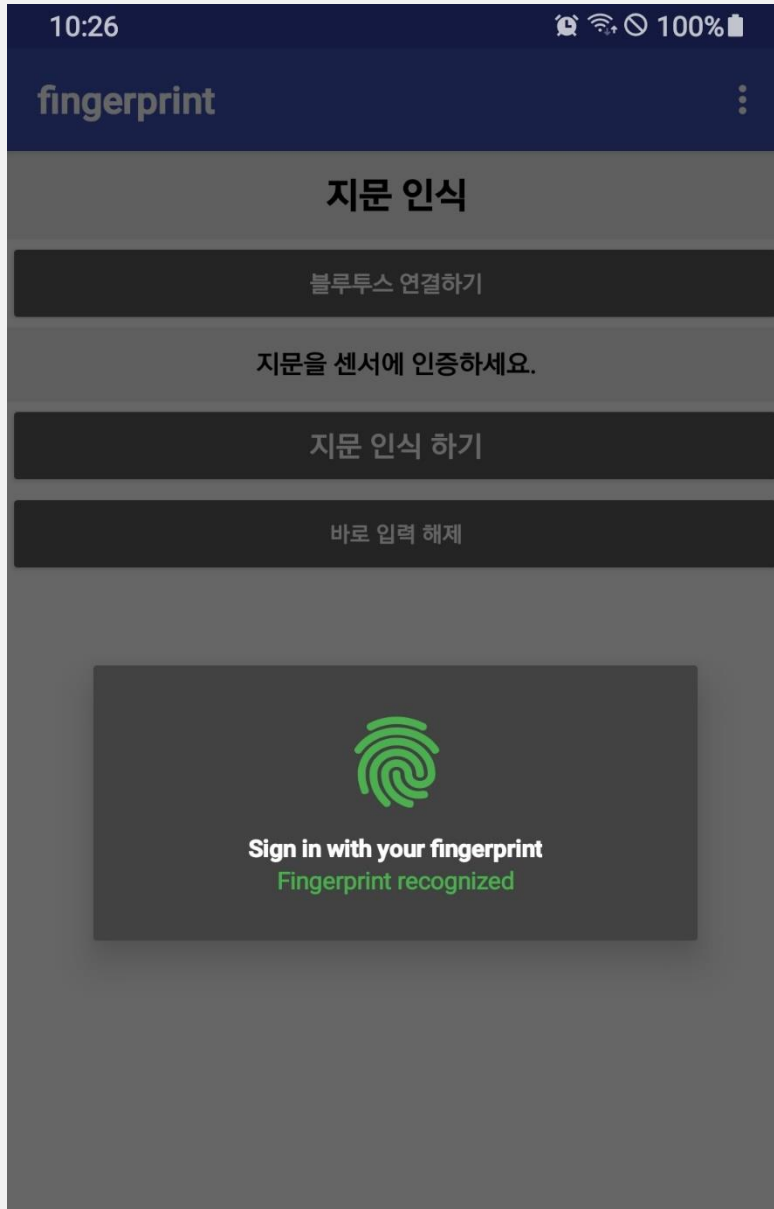 10:26
100%
fingerprint
지문 인식
블루투스 연결하기
지문을 센서에 인증하세요.
지문 인식 하기
바로 입력 해제
Sign in with your fingerprint
Fingerprint recognized